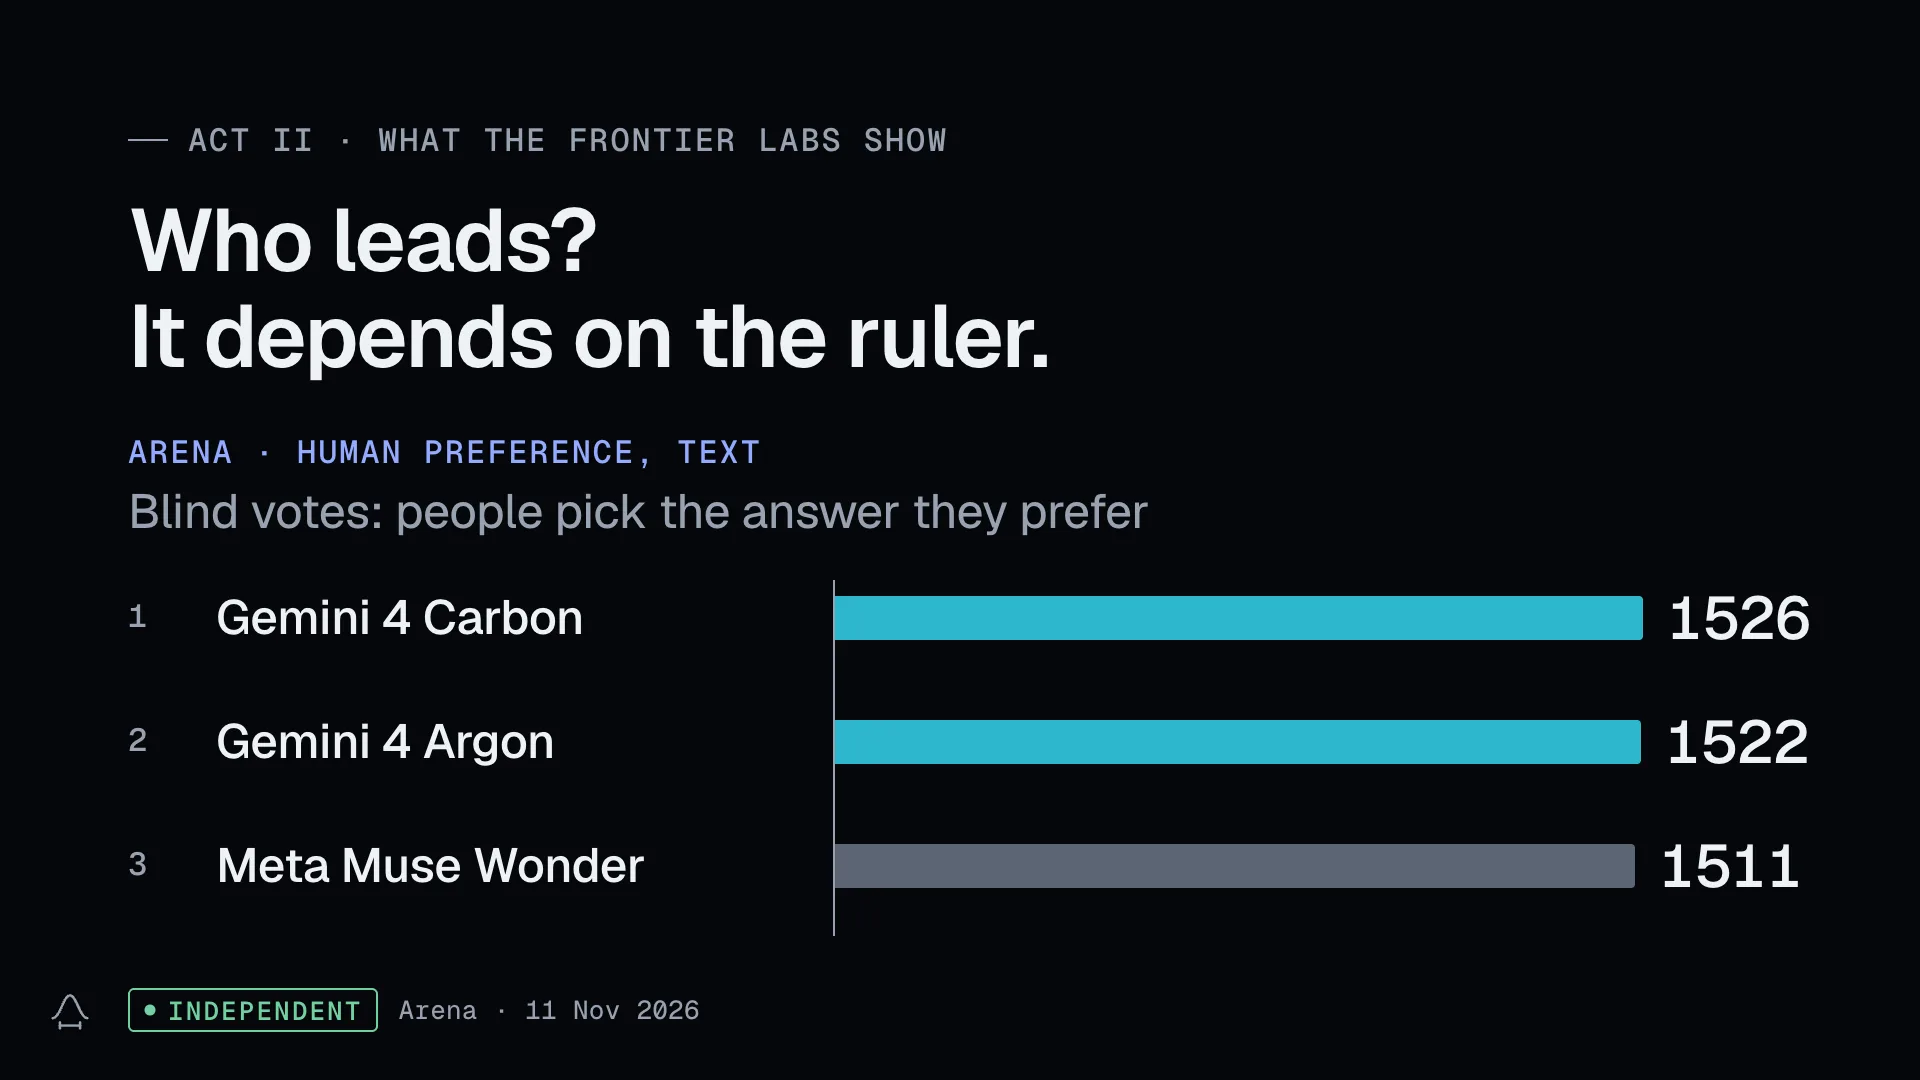 ACT II · WHAT THE FRONTIER LABS SHOW
Who leads?
It depends on the ruler.
ARENA · HUMAN PREFERENCE, TEXT
Blind votes: people pick the answer they prefer
1 Gemini 4 Carbon 1526
2 Gemini 4 Argon 1522
3 Meta Muse Wonder 1511
INDEPENDENT Arena · 11 Nov 2026